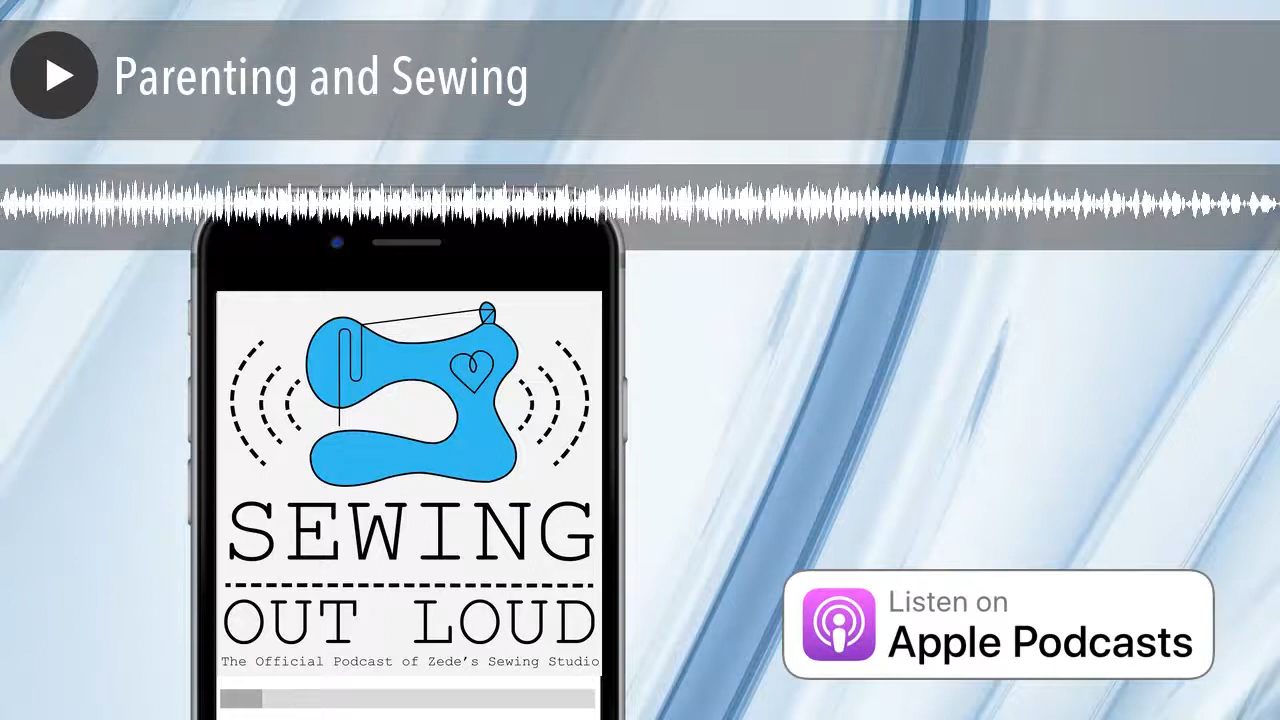 Parenting and Sewing
SEWING
OUT LOUD
The Official Podcast of Zede's Sewing Studio
Listen on
Apple Podcasts